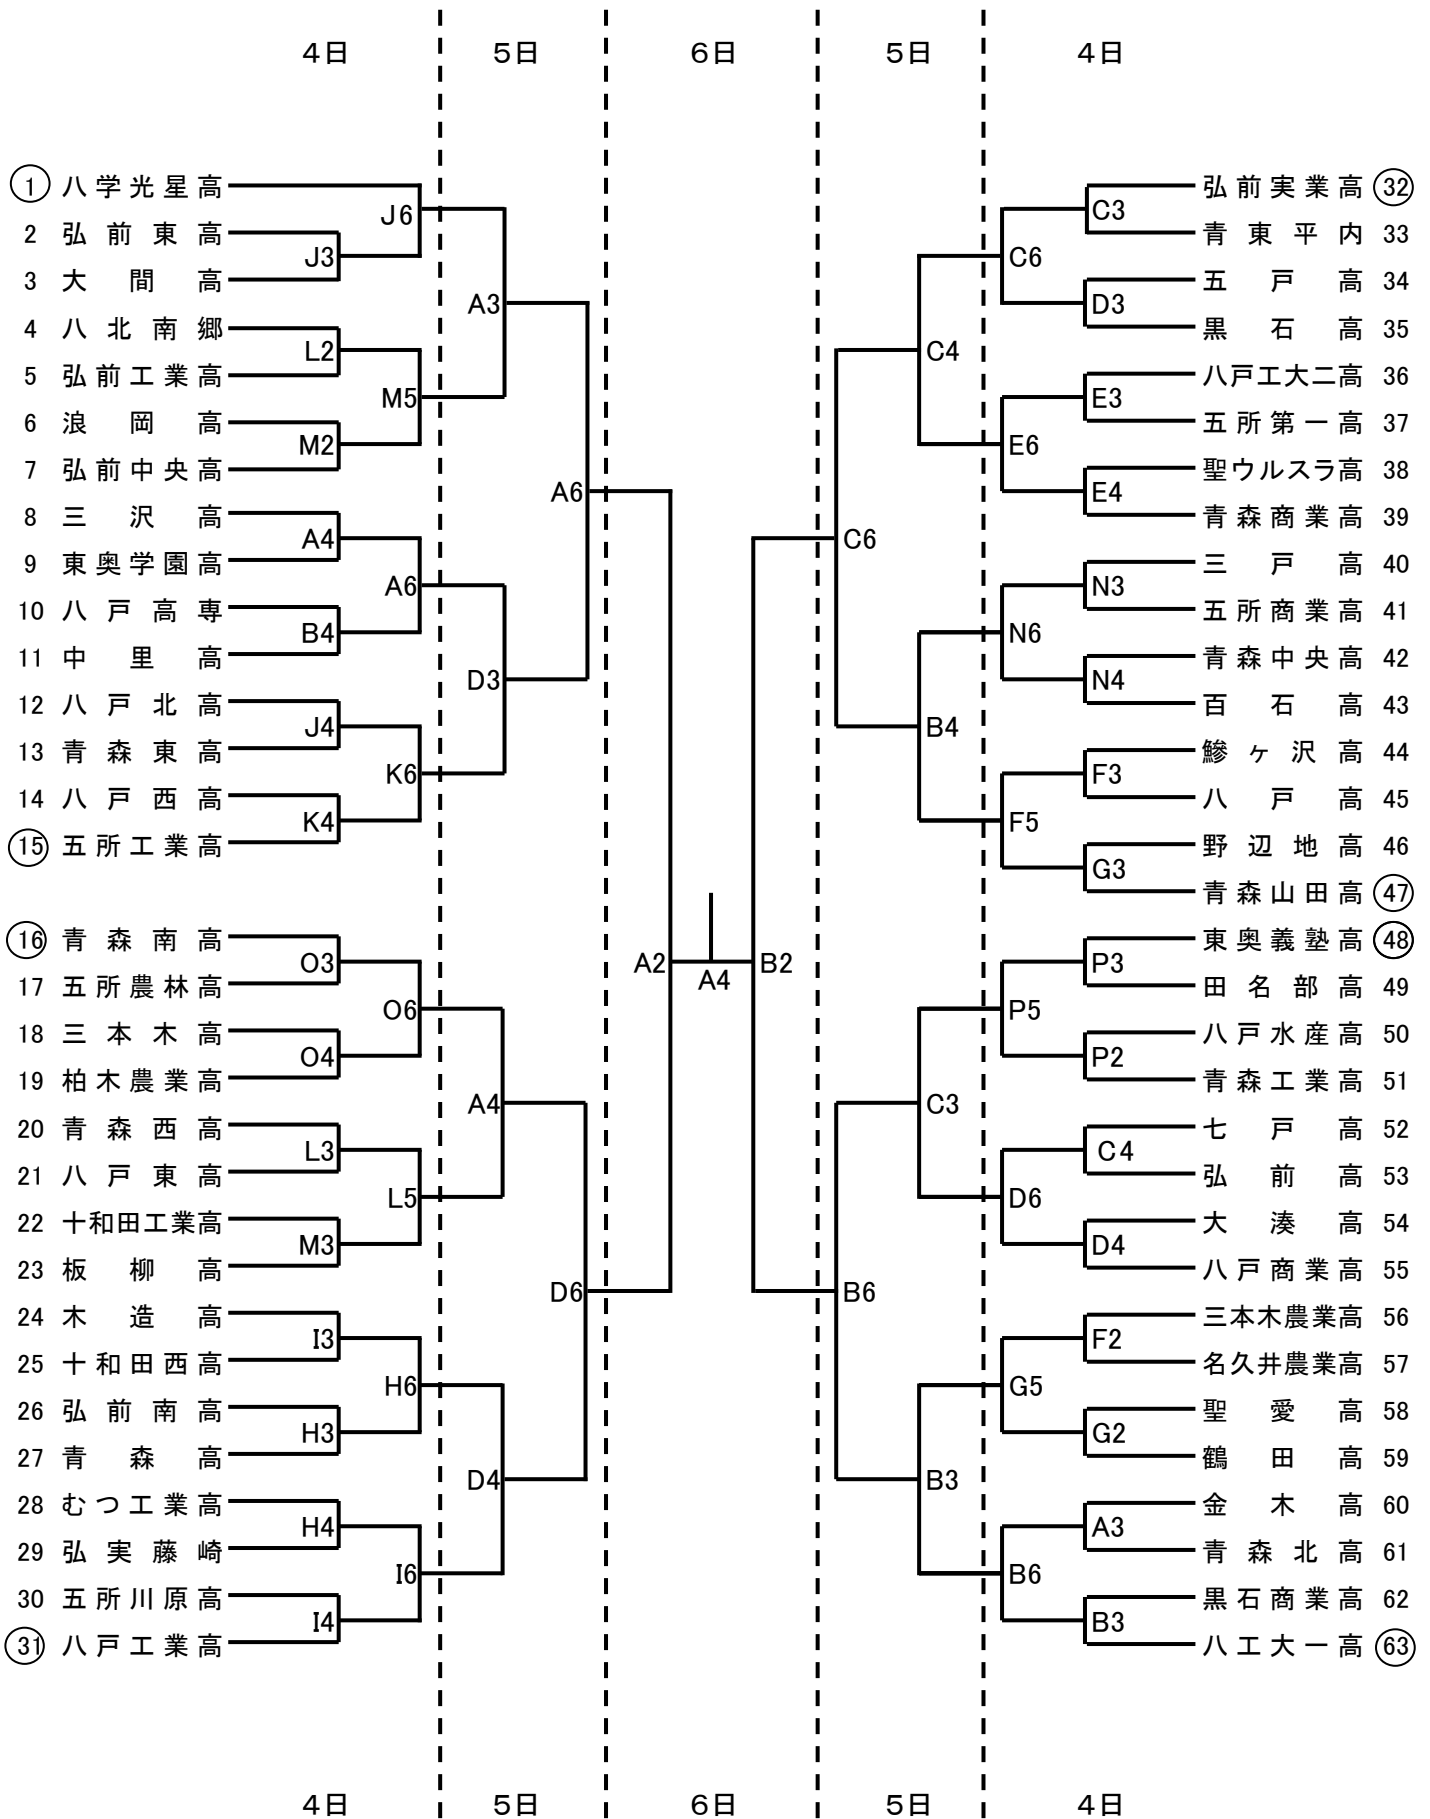 4日 5日 6日 5日 4日
① 八学光星高
2 弘前東高
3 大間高
4 八北南郷
5 弘前工業高
6 浪岡高
7 弘前中央高
8 三沢高
9 東奥学園高
10 八戸高専
11 中里高
12 八戸北高
13 青森東高
14 八戸西高
⑮ 五所工業高
⑯ 青森南高
17 五所農林高
18 三本木高
19 柏木農業高
20 青森西高
21 八戸東高
22 十和田工業高
23 板柳高
24 木造高
25 十和田西高
26 弘前南高
27 青森高
28 むつ工業高
29 弘実藤崎
30 五所川原高
㉛ 八戸工業高
J3
L2
M2
A4
B4
J4
K4
O3
O4
L3
M3
I3
H3
H4
I4
J6
M5
A6
K6
O6
L5
H6
I6
A3
D3
A4
D4
A6
D6
A2
A4
B2
C6
B6
C4
B4
C3
B3
C6
E6
N6
F5
P5
D6
G5
B6
C3
D3
E3
E4
N3
N4
F3
G3
P3
P2
C4
D4
F2
G2
A3
B3
弘前実業高 ㉜
青東平内 33
五戸高 34
黒石高 35
八戸工大二高 36
五所第一高 37
聖ウルスラ高 38
青森商業高 39
三戸高 40
五所商業高 41
青森中央高 42
百石高 43
鰺ヶ沢高 44
八戸高 45
野辺地高 46
青森山田高 ㊼
東奥義塾高 ㊽
田名部高 49
八戸水産高 50
青森工業高 51
七戸高 52
弘前高 53
大湊高 54
八戸商業高 55
三本木農業高 56
名久井農業高 57
聖愛高 58
鶴田高 59
金木高 60
青森北高 61
黒石商業高 62
八工大一高 63
4日 5日 6日 5日 4日